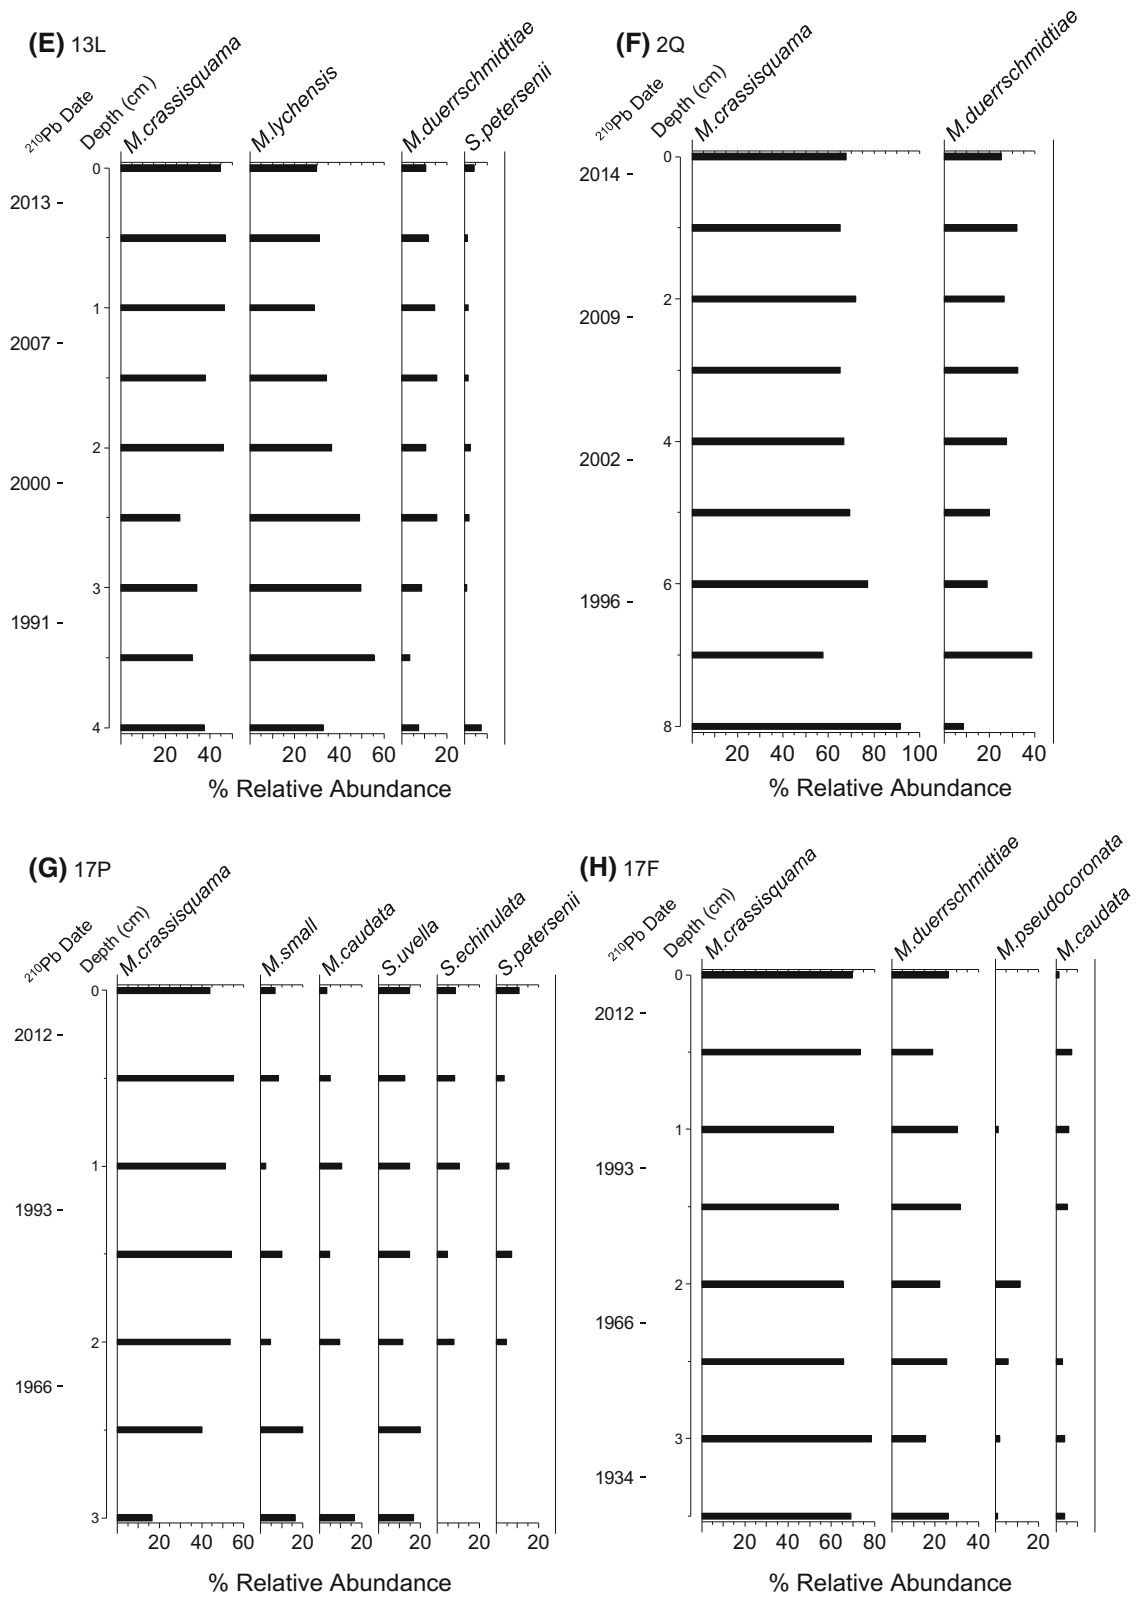 (E) 13L
210Pb Date
Depth (cm)
M.crassisquama
M.lychensis
M.duerrschmidtiae
S.petersenii
0
2013
1
2007
2
2000
3
1991
4
20 40 20 40 60 20
% Relative Abundance
(F) 2Q
210Pb Date
Depth (cm)
M.crassisquama
M.duerrschmidtiae
0
2014
2
2009
4
2002
6
1996
8
20 40 60 80 100 20 40
% Relative Abundance
(G) 17P
210Pb Date
Depth (cm)
M.crassisquama
M.small
M.caudata
S.uvella
S.echinulata
S.petersenii
0
2012
1
1993
2
1966
3
20 40 60 20 20 20 20 20
% Relative Abundance
(H) 17F
210Pb Date
Depth (cm)
M.crassisquama
M.duerrschmidtiae
M.pseudocoronata
M.caudata
0
2012
1
1993
2
1966
3
1934
20 40 60 80 20 40 20
% Relative Abundance